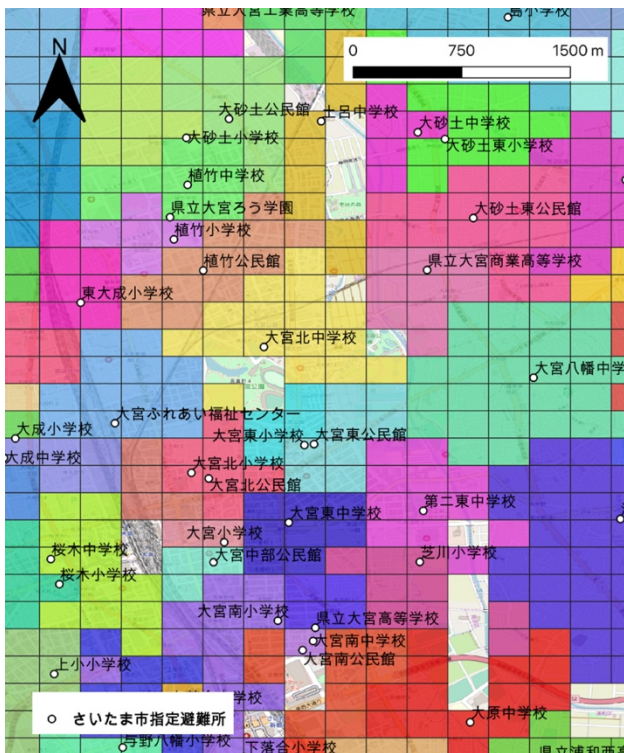 県立大宮工業高等学校
島小学校
N
0 750 1500 m
大砂土公民館
土呂中学校
大砂土中学校
大砂土小学校
大砂土東小学校
植竹中学校
県立大宮ろう学園
大砂土東公民館
植竹小学校
植竹公民館
県立大宮商業高等学校
東大成小学校
大宮北中学校
大宮八幡中学
大宮ふれあい福祉センター
大成小学校
大宮東小学校
大宮東公民館
大成中学校
大宮北小学校
大宮北公民館
第二東中学校
大宮東中学校
大宮小学校
桜木中学校
大宮中部公民館
芝川小学校
桜木小学校
大宮南小学校
県立大宮高等学校
大宮南中学校
大宮南公民館
上小小学校
学校
さいたま市指定避難所
大原中学校
与野八幡小学校
下落合小学校
県立浦和西高